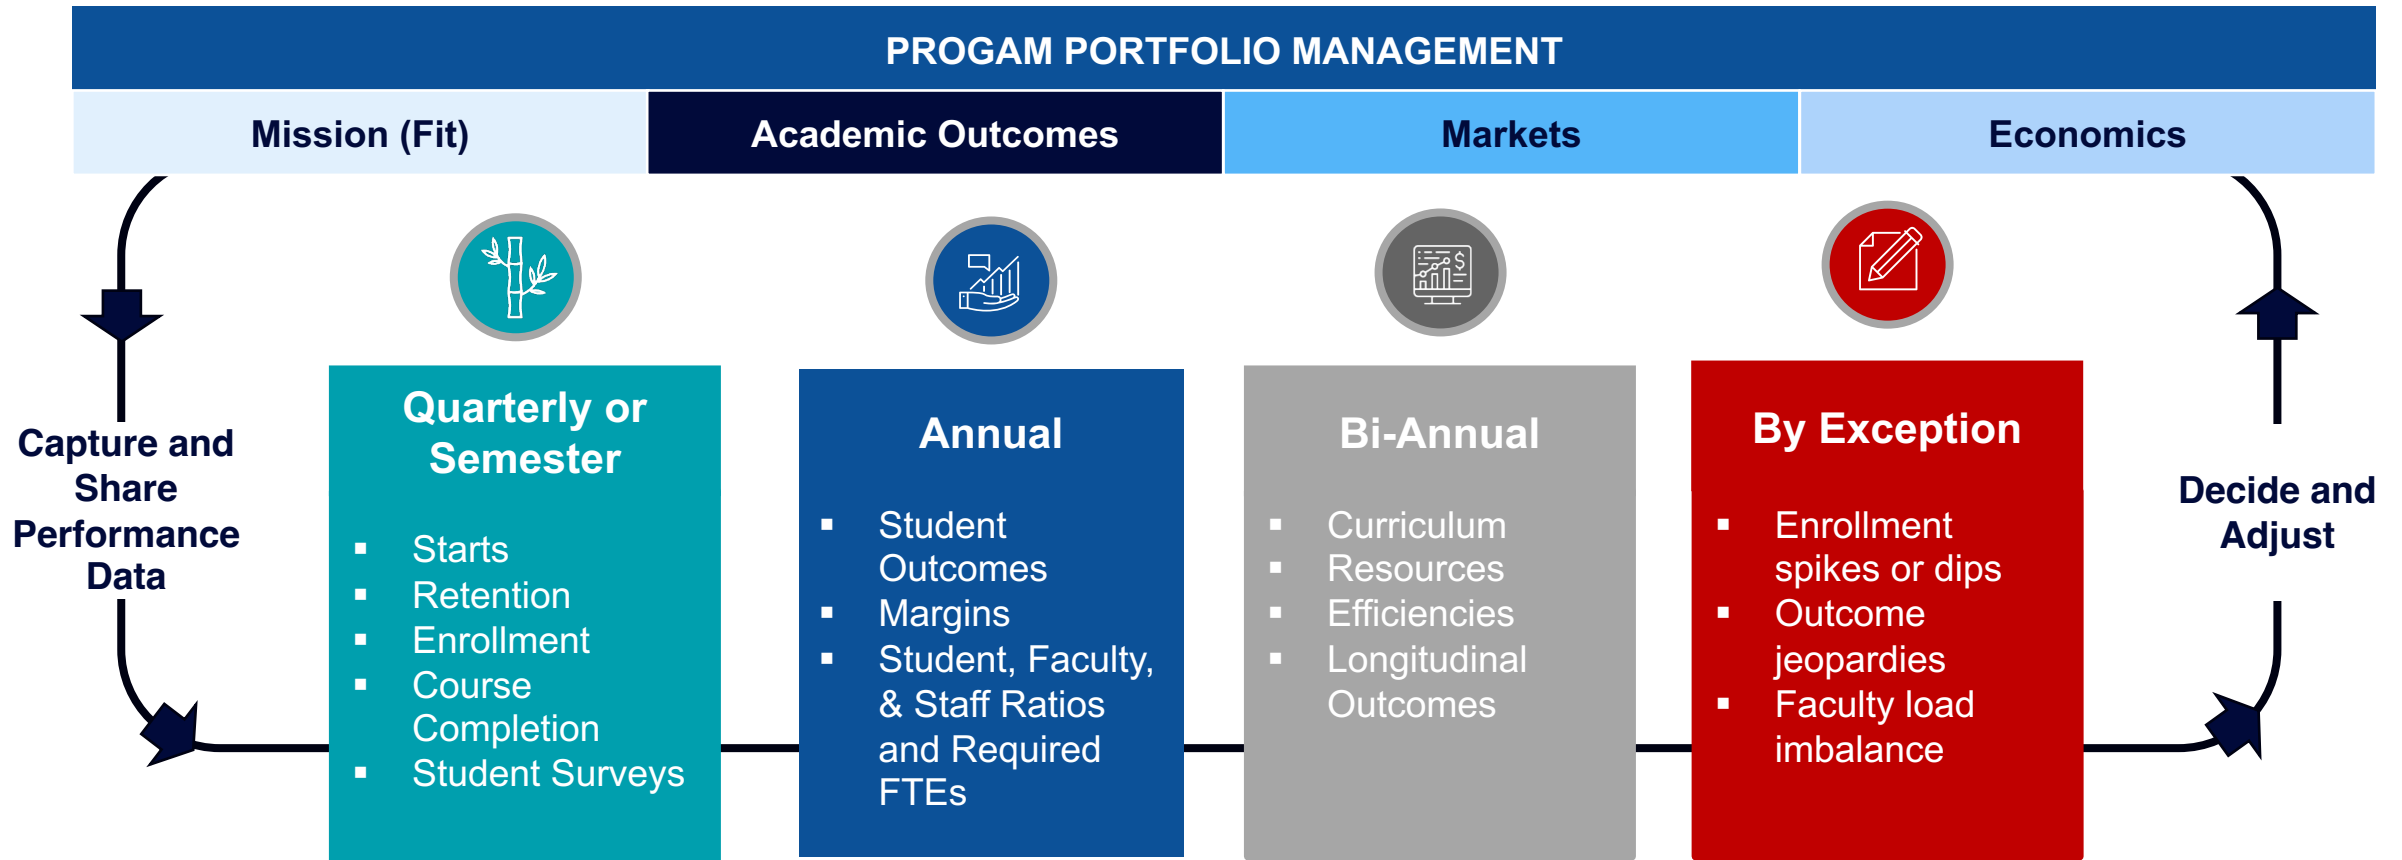 PROGAM PORTFOLIO MANAGEMENT
Mission (Fit)
Academic Outcomes
Markets
Economics
Capture and
Share
Performance
Data
Quarterly or
Semester
▪ Starts
▪ Retention
▪ Enrollment
▪ Course
Completion
▪ Student Surveys
Annual
▪ Student
Outcomes
▪ Margins
▪ Student, Faculty,
& Staff Ratios
and Required
FTEs
Bi-Annual
▪ Curriculum
▪ Resources
▪ Efficiencies
▪ Longitudinal
Outcomes
By Exception
▪ Enrollment
spikes or dips
▪ Outcome
jeopardies
▪ Faculty load
imbalance
Decide and
Adjust